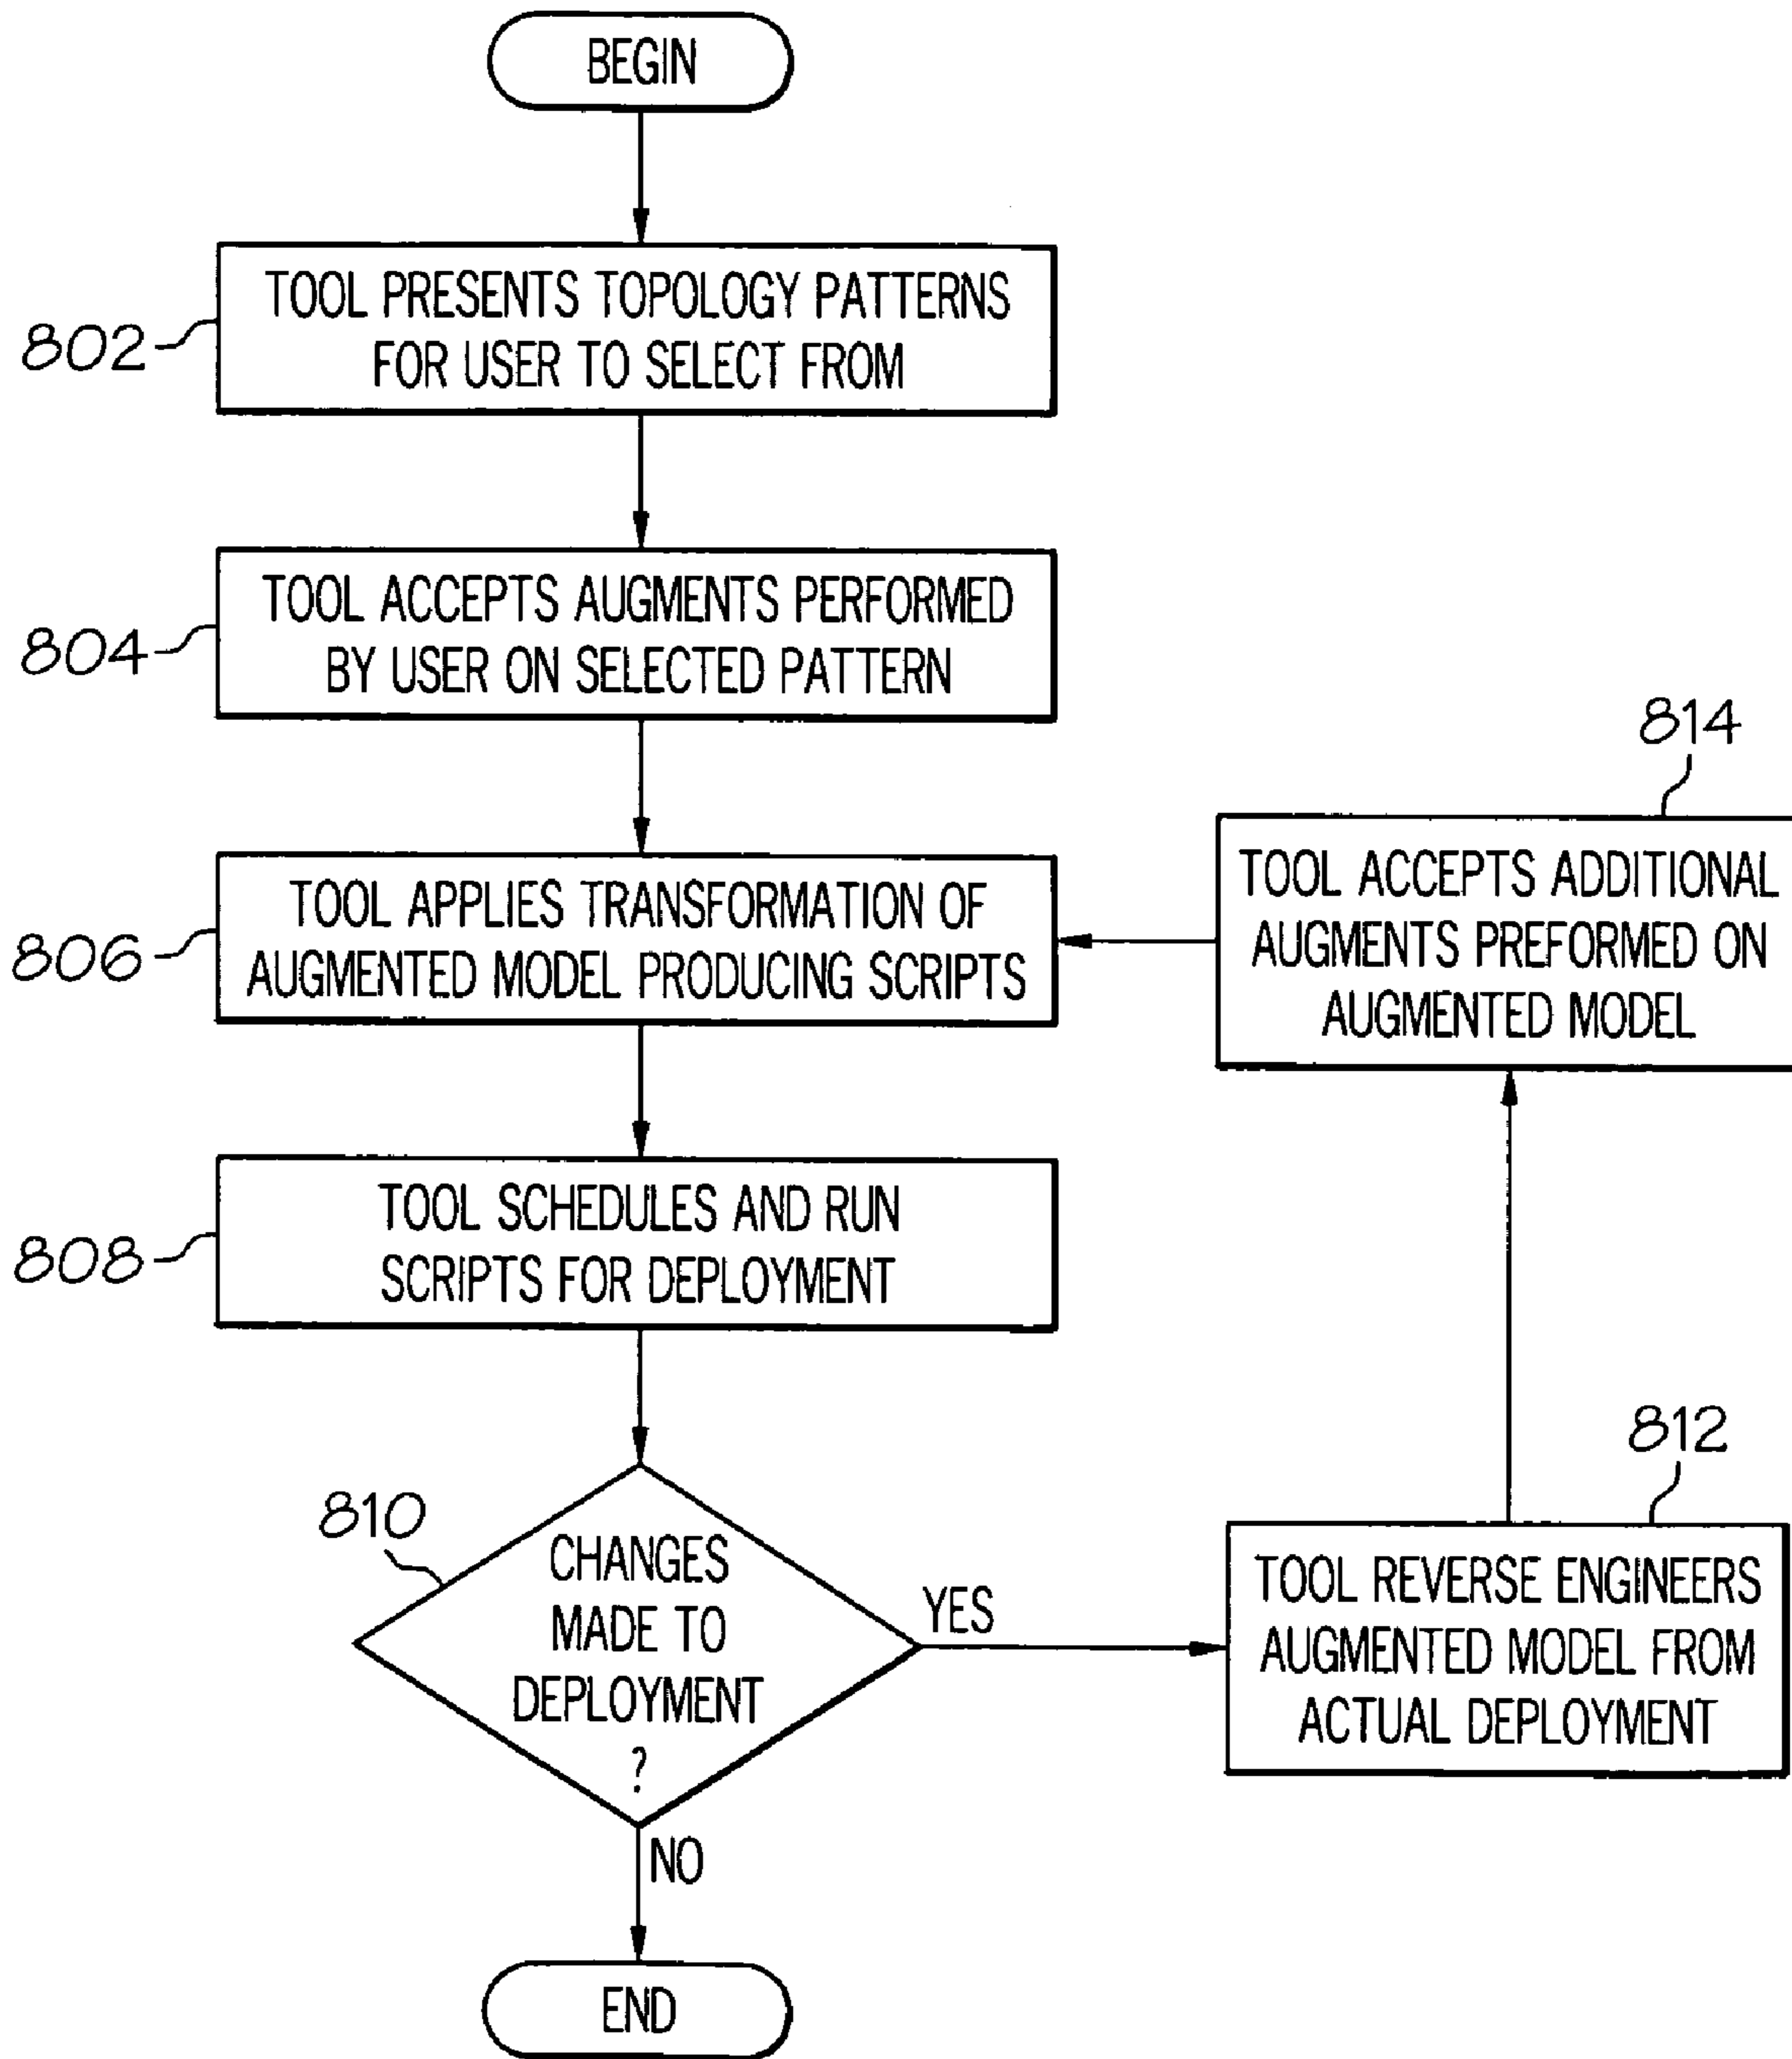 BEGIN
802
TOOL PRESENTS TOPOLOGY PATTERNS
FOR USER TO SELECT FROM
804
TOOL ACCEPTS AUGMENTS PERFORMED
BY USER ON SELECTED PATTERN
806
TOOL APPLIES TRANSFORMATION OF
AUGMENTED MODEL PRODUCING SCRIPTS
814
TOOL ACCEPTS ADDITIONAL
AUGMENTS PREFORMED ON
AUGMENTED MODEL
808
TOOL SCHEDULES AND RUN
SCRIPTS FOR DEPLOYMENT
810
CHANGES
MADE TO
DEPLOYMENT
?
YES
812
TOOL REVERSE ENGINEERS
AUGMENTED MODEL FROM
ACTUAL DEPLOYMENT
NO
END